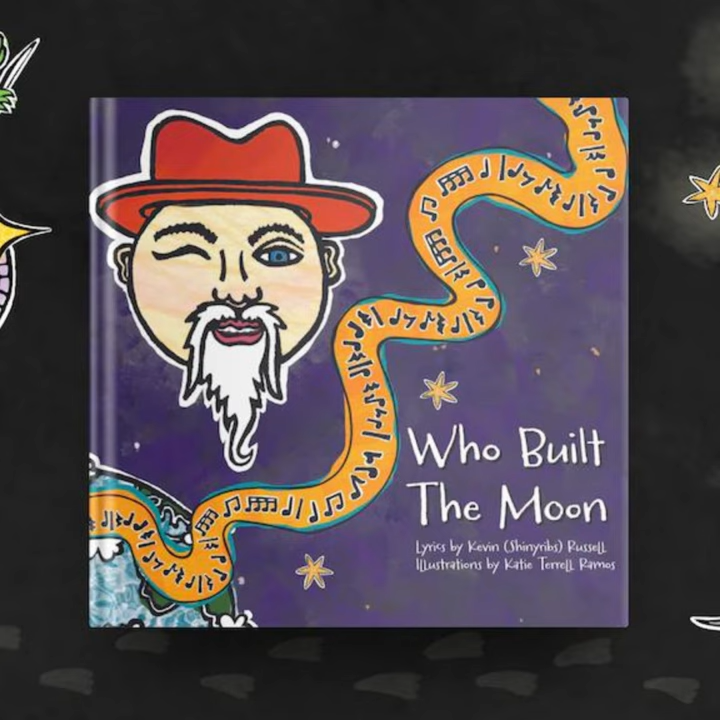 Who Built
The Moon
Lyrics by Kevin (Shinyribs) Russell
Illustrations by Katie Terrell Ramos